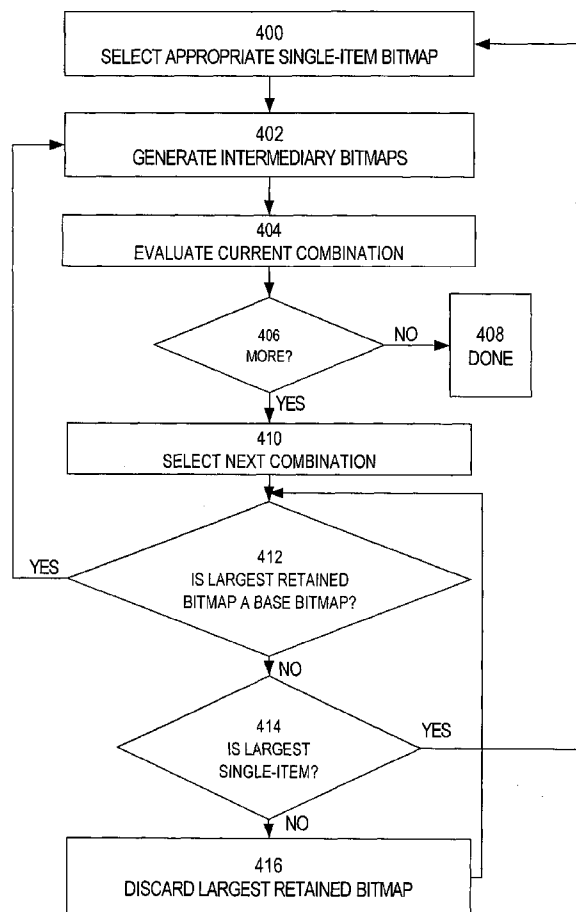 400
SELECT APPROPRIATE SINGLE-ITEM BITMAP
402
GENERATE INTERMEDIARY BITMAPS
404
EVALUATE CURRENT COMBINATION
406
MORE?
NO
408
DONE
YES
410
SELECT NEXT COMBINATION
YES
412
IS LARGEST RETAINED
BITMAP A BASE BITMAP?
NO
414
IS LARGEST
SINGLE-ITEM?
YES
NO
416
DISCARD LARGEST RETAINED BITMAP